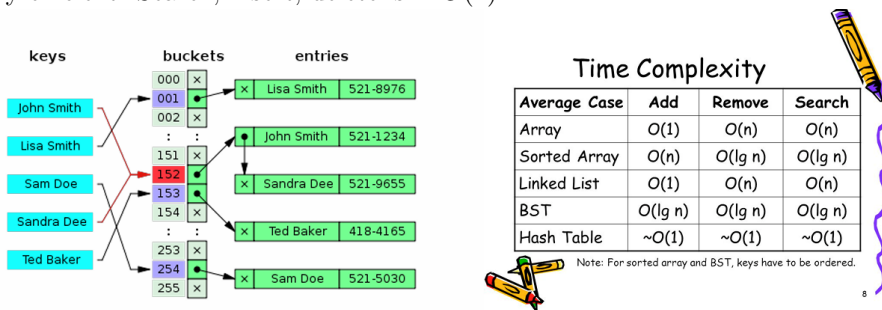 keys buckets entries
John Smith
Lisa Smith
Sam Doe
Sandra Dee
Ted Baker
000 ×
001
002 ×
: :
151 ×
152
153
154 ×
: :
253 ×
254
255 ×
× Lisa Smith 521-8976
John Smith 521-1234
× Sandra Dee 521-9655
× Ted Baker 418-4165
× Sam Doe 521-5030
Time Complexity
Average Case Add Remove Search
Array O(1) O(n) O(n)
Sorted Array O(n) O(lg n) O(lg n)
Linked List O(1) O(n) O(n)
BST O(lg n) O(lg n) O(lg n)
Hash Table ~O(1) ~O(1) ~O(1)
Note: For sorted array and BST, keys have to be ordered.
8